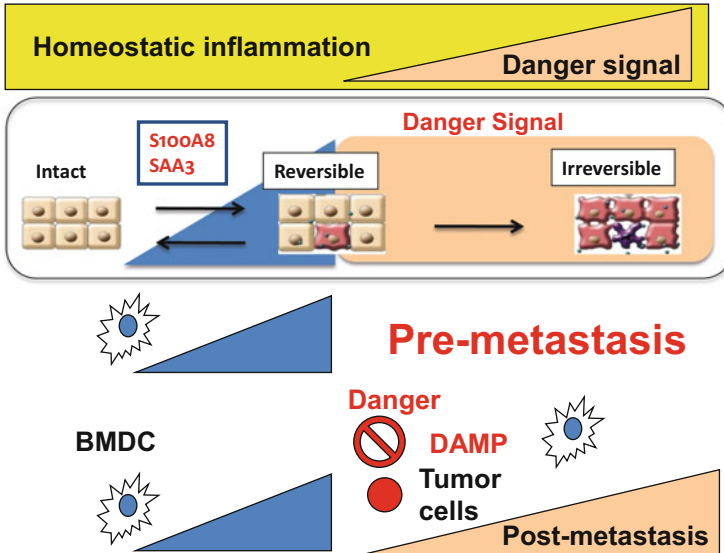 Homeostatic inflammation
Danger signal
Danger Signal
S100A8
SAA3
Intact
Reversible
Irreversible
Pre-metastasis
Danger
DAMP
BMDC
Tumor
cells
Post-metastasis